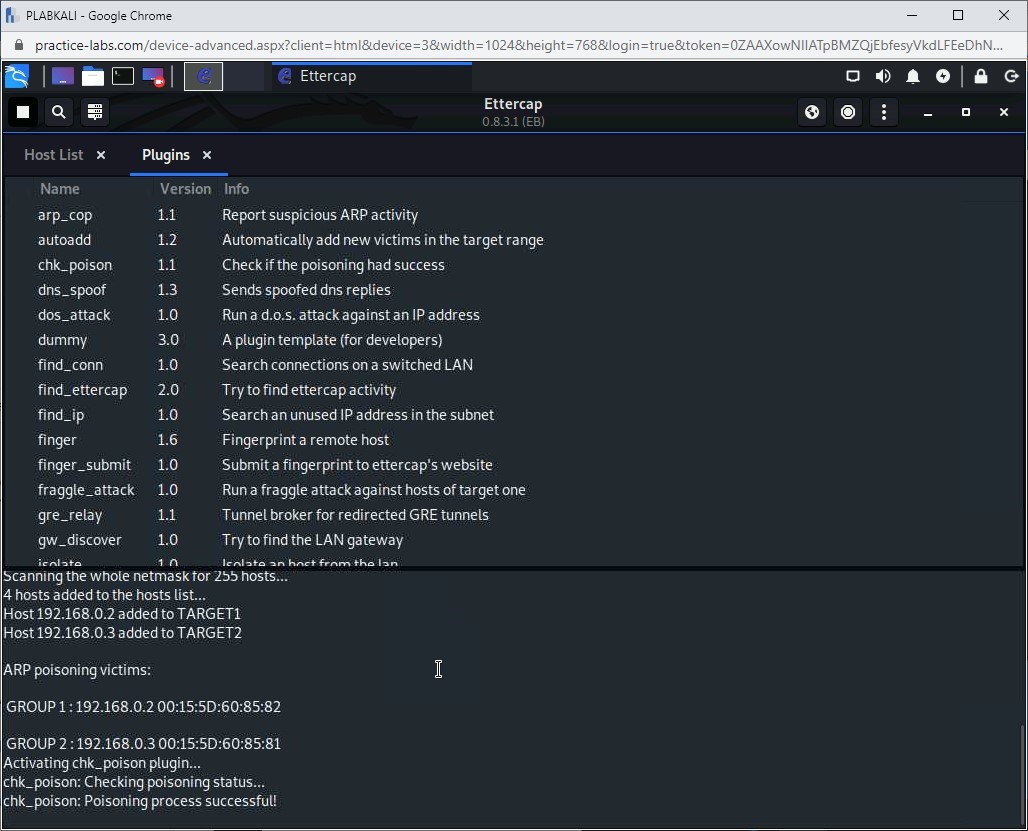 PLABKALI - Google Chrome
practice-labs.com/device-advanced.aspx?client=html&device=3&width=1024&height=768&login=true&token=0ZAAXowNIIATpBMZQjEbfesyVkdLFEeDhN...
Ettercap
Ettercap
0.8.3.1 (EB)
Host List × Plugins ×
Name Version Info
arp_cop 1.1 Report suspicious ARP activity
autoadd 1.2 Automatically add new victims in the target range
chk_poison 1.1 Check if the poisoning had success
dns_spoof 1.3 Sends spoofed dns replies
dos_attack 1.0 Run a d.o.s. attack against an IP address
dummy 3.0 A plugin template (for developers)
find_conn 1.0 Search connections on a switched LAN
find_ettercap 2.0 Try to find ettercap activity
find_ip 1.0 Search an unused IP address in the subnet
finger 1.6 Fingerprint a remote host
finger_submit 1.0 Submit a fingerprint to ettercap's website
fraggle_attack 1.0 Run a fraggle attack against hosts of target one
gre_relay 1.1 Tunnel broker for redirected GRE tunnels
gw_discover 1.0 Try to find the LAN gateway
isolate 1.0 Isolate an host from the lan
Scanning the whole netmask for 255 hosts...
4 hosts added to the hosts list...
Host 192.168.0.2 added to TARGET1
Host 192.168.0.3 added to TARGET2
ARP poisoning victims:
GROUP 1 : 192.168.0.2 00:15:5D:60:85:82
GROUP 2 : 192.168.0.3 00:15:5D:60:85:81
Activating chk_poison plugin...
chk_poison: Checking poisoning status...
chk_poison: Poisoning process successful!